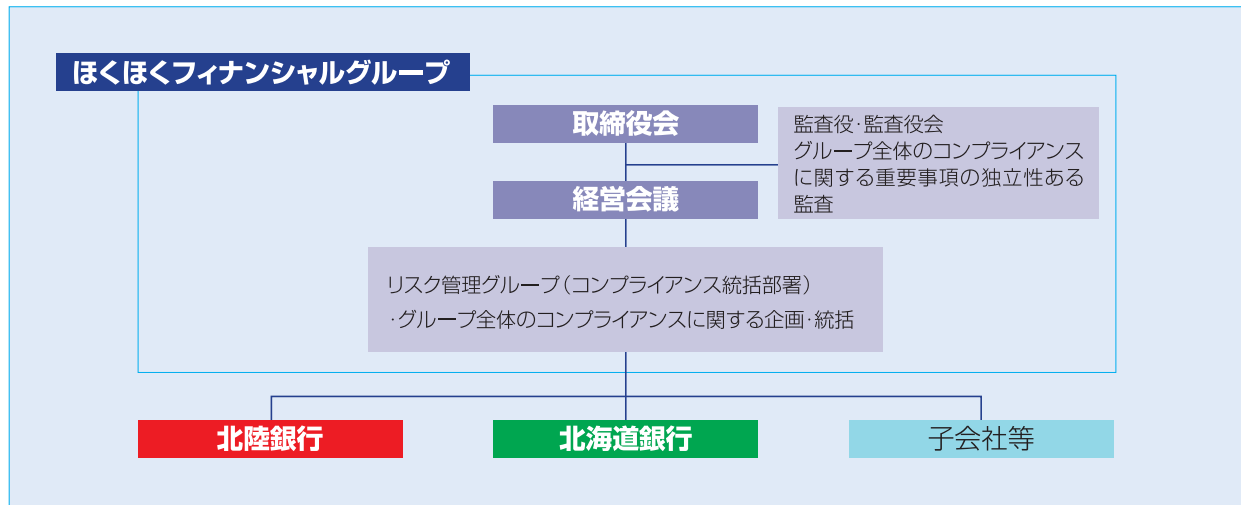 ほくほくフィナンシャルグループ
取締役会
監査役・監査役会
グループ全体のコンプライアンス
に関する重要事項の独立性ある
監査
経営会議
リスク管理グループ（コンプライアンス統括部署）
・グループ全体のコンプライアンスに関する企画・統括
北陸銀行
北海道銀行
子会社等